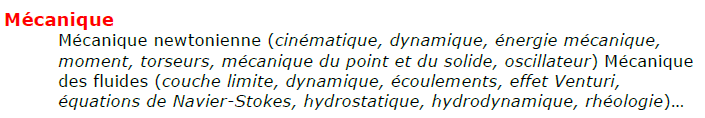 Mécanique
Mécanique newtonienne (cinématique, dynamique, énergie mécanique,
moment, torseurs, mécanique du point et du solide, oscillateur) Mécanique
des fluides (couche limite, dynamique, écoulements, effet Venturi,
équations de Navier-Stokes, hydrostatique, hydrodynamique, rhéologie)…